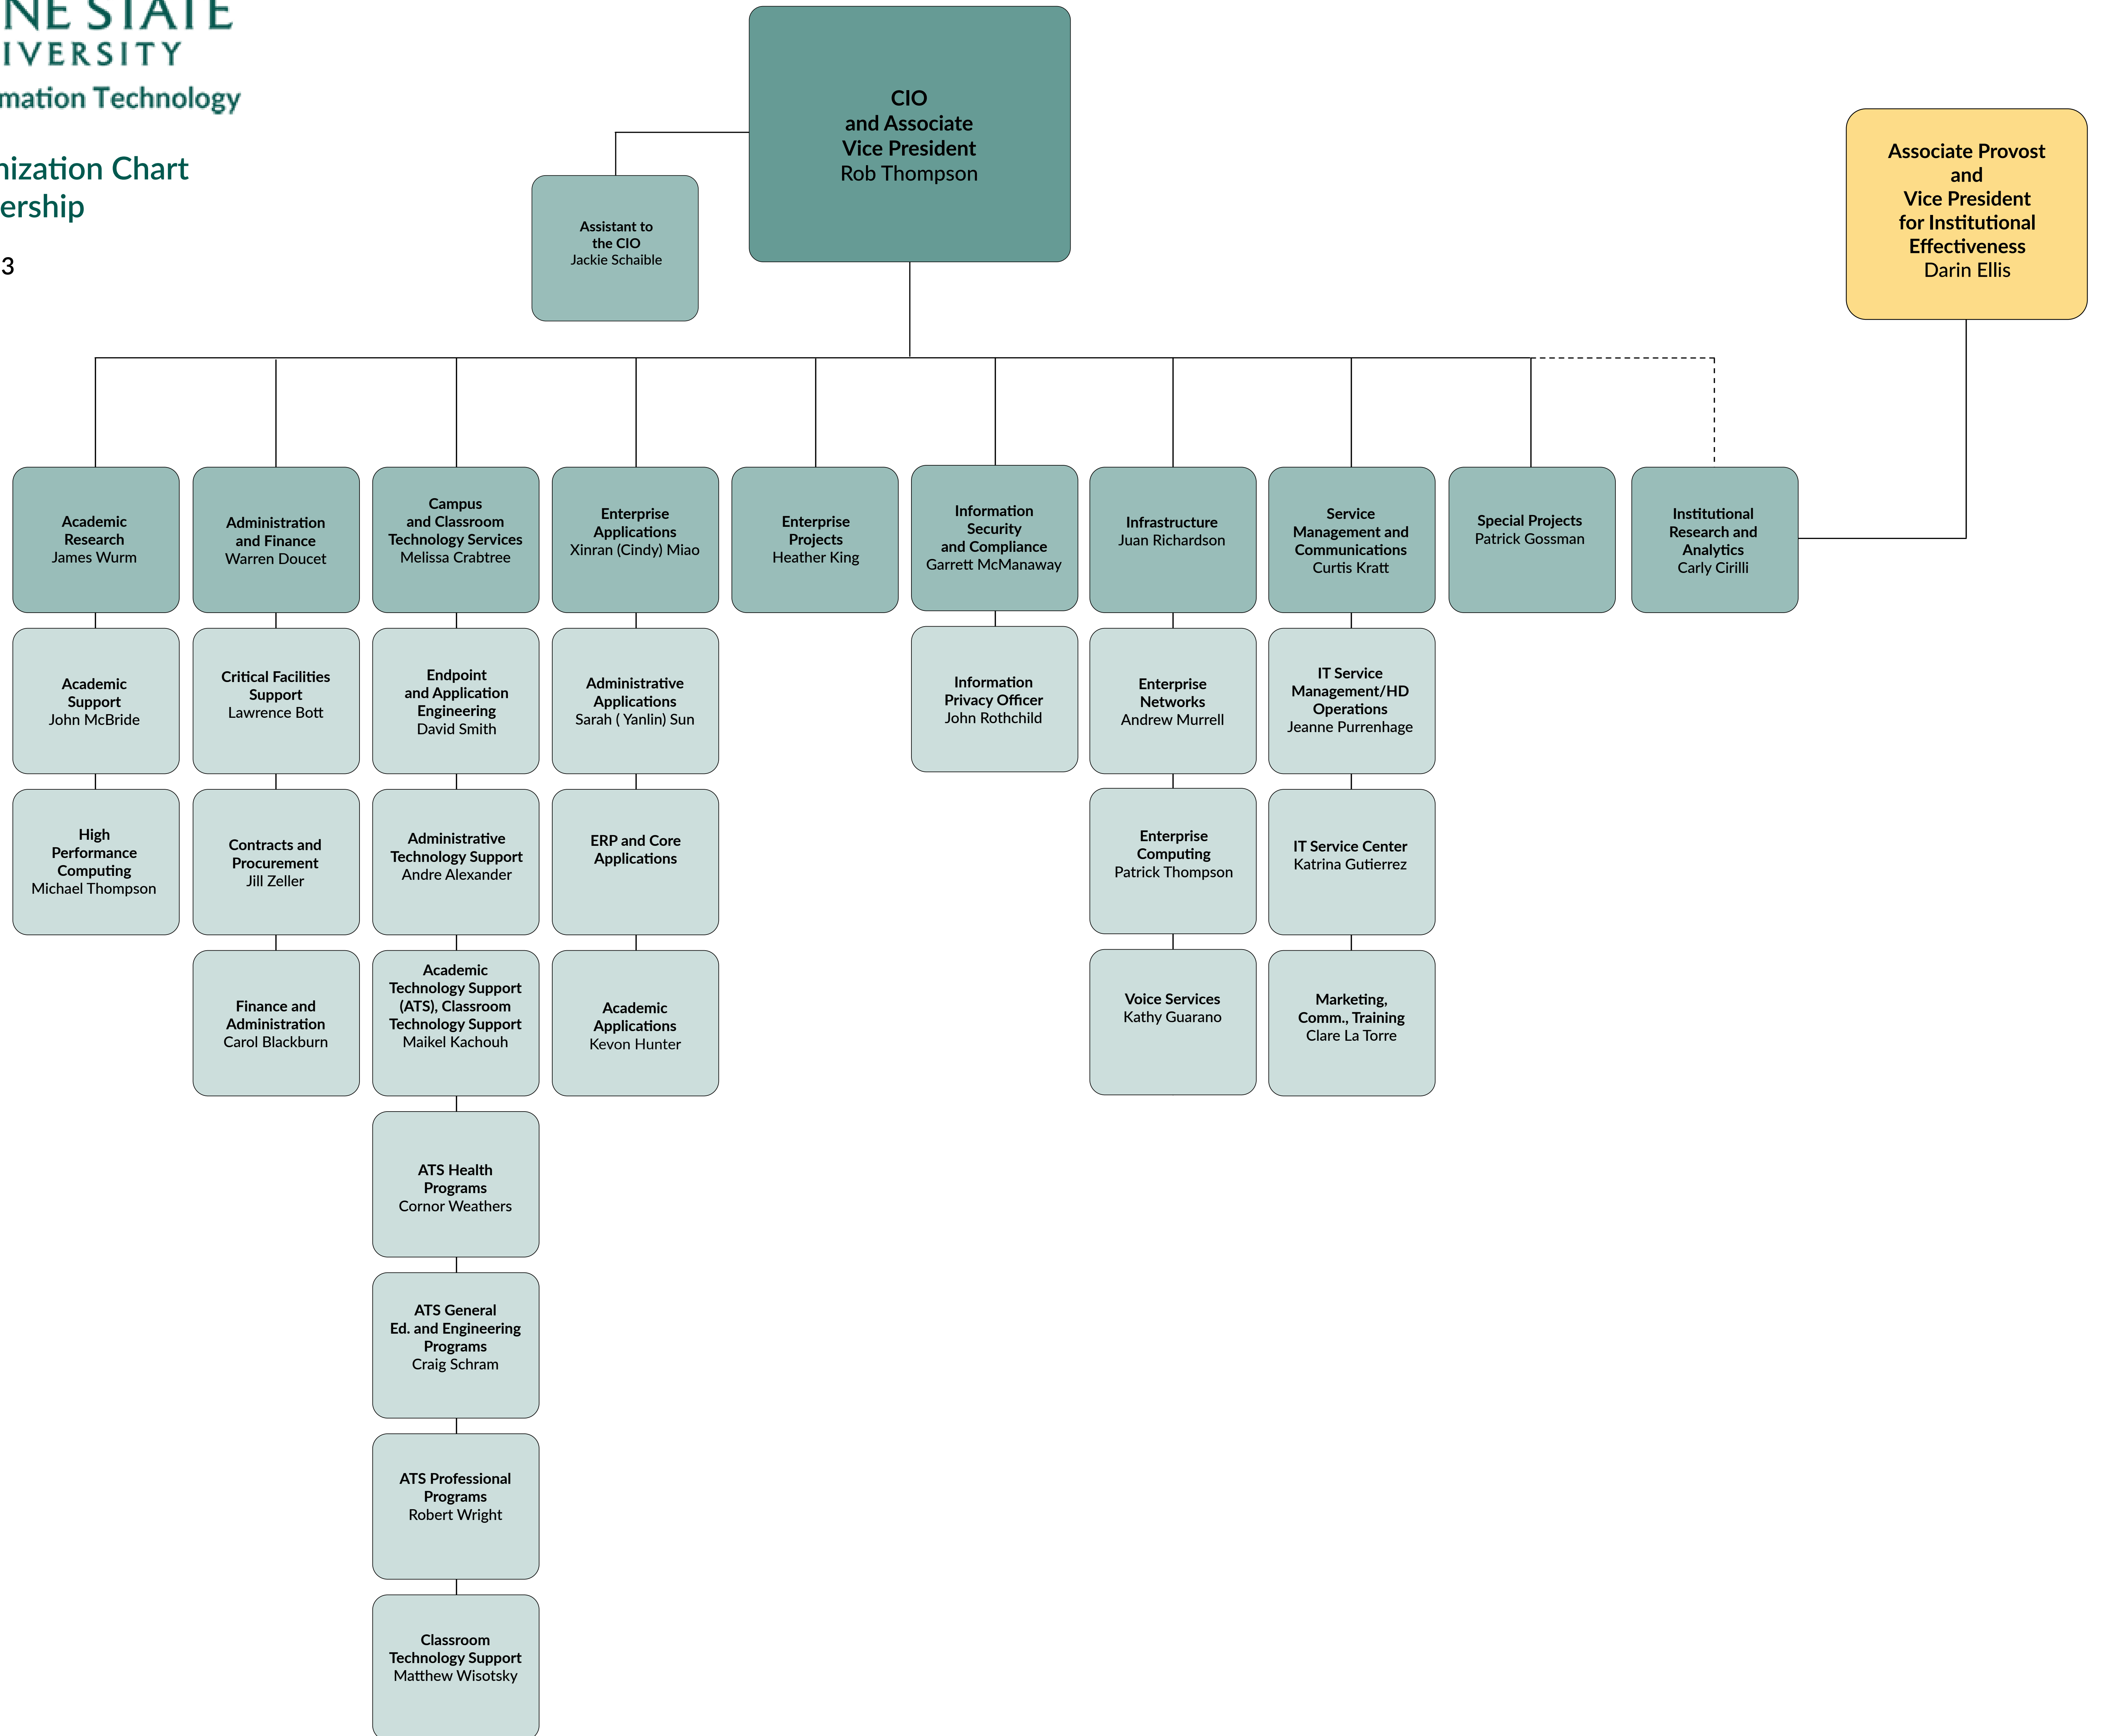 NE STATE
IVERSITY
mation Technology
nization Chart
ership
3
CIO
and Associate
Vice President
Rob Thompson
Assistant to
the CIO
Jackie Schaible
Associate Provost
and
Vice President
for Institutional
Effectiveness
Darin Ellis
Academic
Research
James Wurm
Administration
and Finance
Warren Doucet
Campus
and Classroom
Technology Services
Melissa Crabtree
Enterprise
Applications
Xinran (Cindy) Miao
Enterprise
Projects
Heather King
Information
Security
and Compliance
Garrett McManaway
Infrastructure
Juan Richardson
Service
Management and
Communications
Curtis Kratt
Special Projects
Patrick Gossman
Institutional
Research and
Analytics
Carly Cirilli
Academic
Support
John McBride
Critical Facilities
Support
Lawrence Bott
Endpoint
and Application
Engineering
David Smith
Administrative
Applications
Sarah ( Yanlin) Sun
Information
Privacy Officer
John Rothchild
Enterprise
Networks
Andrew Murrell
IT Service
Management/HD
Operations
Jeanne Purrenhage
High
Performance
Computing
Michael Thompson
Contracts and
Procurement
Jill Zeller
Administrative
Technology Support
Andre Alexander
ERP and Core
Applications
Enterprise
Computing
Patrick Thompson
IT Service Center
Katrina Gutierrez
Finance and
Administration
Carol Blackburn
Academic
Technology Support
(ATS), Classroom
Technology Support
Maikel Kachouh
Academic
Applications
Kevon Hunter
Voice Services
Kathy Guarano
Marketing,
Comm., Training
Clare La Torre
ATS Health
Programs
Cornor Weathers
ATS General
Ed. and Engineering
Programs
Craig Schram
ATS Professional
Programs
Robert Wright
Classroom
Technology Support
Matthew Wisotsky